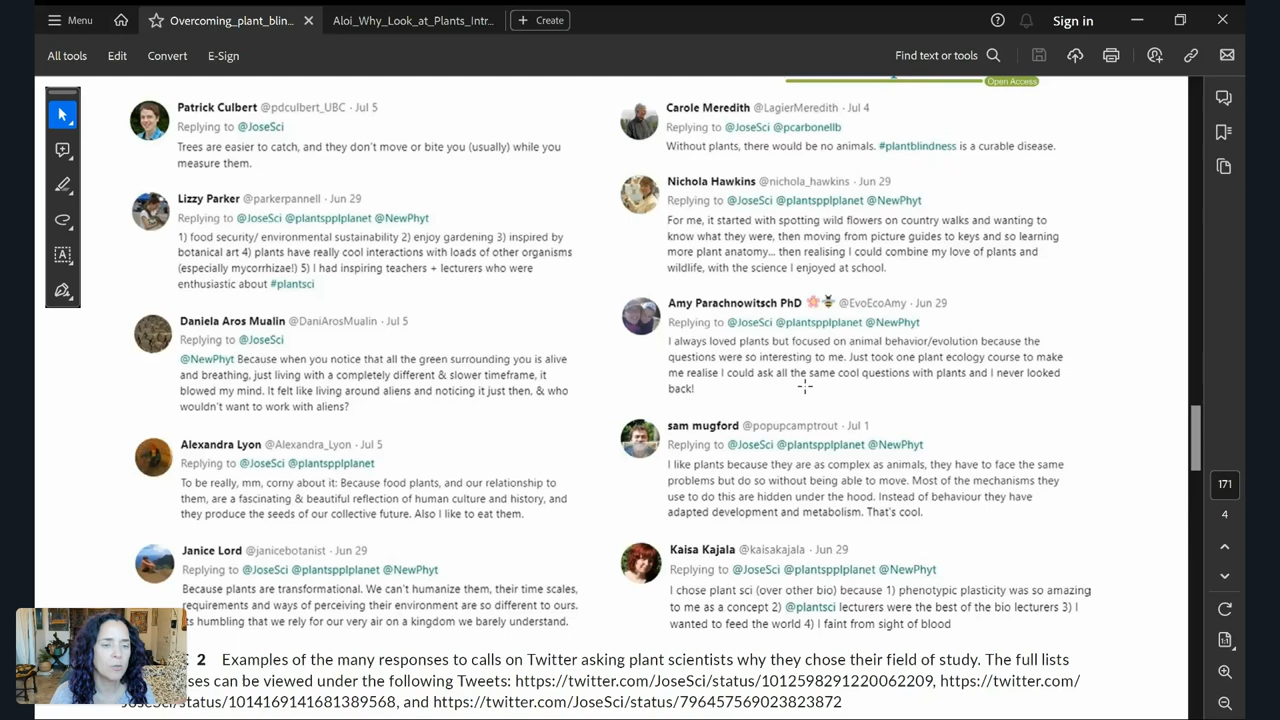 Menu
Overcoming_plant_blin...
Aloi_Why_Look_at_Plants_Intr...
Create
Sign in
All tools
Edit
Convert
E-Sign
Find text or tools
Open Access
Patrick Culbert @pdculbert_UBC · Jul 5
Replying to @JoseSci
Trees are easier to catch, and they don't move or bite you (usually) while you
measure them.
Lizzy Parker @parkerpannell · Jun 29
Replying to @JoseSci @plantspplplanet @NewPhyt
1) food security/ environmental sustainability 2) enjoy gardening 3) inspired by
botanical art 4) plants have really cool interactions with loads of other organisms
(especially mycorrhizae!) 5) I had inspiring teachers + lecturers who were
enthusiastic about #plantsci
Daniela Aros Mualin @DaniArosMualin · Jul 5
Replying to @JoseSci
@NewPhyt Because when you notice that all the green surrounding you is alive
and breathing, just living with a completely different & slower timeframe, it
blowed my mind. It felt like living around aliens and noticing it just then, & who
wouldn't want to work with aliens?
Alexandra Lyon @Alexandra_Lyon · Jul 5
Replying to @JoseSci @plantspplplanet
To be really, mm, corny about it: Because food plants, and our relationship to
them, are a fascinating & beautiful reflection of human culture and history, and
they produce the seeds of our collective future. Also I like to eat them.
Janice Lord @janicebotanist · Jun 29
Replying to @JoseSci @plantspplplanet @NewPhyt
Because plants are transformational. We can't humanize them, their time scales,
requirements and ways of perceiving their environment are so different to ours.
ts humbling that we rely for our very air on a kingdom we barely understand.
Carole Meredith @LagierMeredith · Jul 4
Replying to @JoseSci @pcarbonellb
Without plants, there would be no animals. #plantblindness is a curable disease.
Nichola Hawkins @nichola_hawkins · Jun 29
Replying to @JoseSci @plantspplplanet @NewPhyt
For me, it started with spotting wild flowers on country walks and wanting to
know what they were, then moving from picture guides to keys and so learning
more plant anatomy... then realising I could combine my love of plants and
wildlife, with the science I enjoyed at school.
Amy Parachnowitsch PhD 🌸🐝 @EvoEcoAmy · Jun 29
Replying to @JoseSci @plantspplplanet @NewPhyt
I always loved plants but focused on animal behavior/evolution because the
questions were so interesting to me. Just took one plant ecology course to make
me realise I could ask all the same cool questions with plants and I never looked
back!
sam mugford @popupcamptrout · Jul 1
Replying to @JoseSci @plantspplplanet @NewPhyt
I like plants because they are as complex as animals, they have to face the same
problems but do so without being able to move. Most of the mechanisms they
use to do this are hidden under the hood. Instead of behaviour they have
adapted development and metabolism. That's cool.
Kaisa Kajala @kaisakajala · Jun 29
Replying to @JoseSci @plantspplplanet @NewPhyt
I chose plant sci (over other bio) because 1) phenotypic plasticity was so amazing
to me as a concept 2) @plantsci lecturers were the best of the bio lecturers 3) I
wanted to feed the world 4) I faint from sight of blood
171
4
2 Examples of the many responses to calls on Twitter asking plant scientists why they chose their field of study. The full lists
ses can be viewed under the following Tweets: https://twitter.com/JoseSci/status/1012598291220062209, https://twitter.com/
JoseSci/status/1014169141681389568, and https://twitter.com/JoseSci/status/796457569023823872